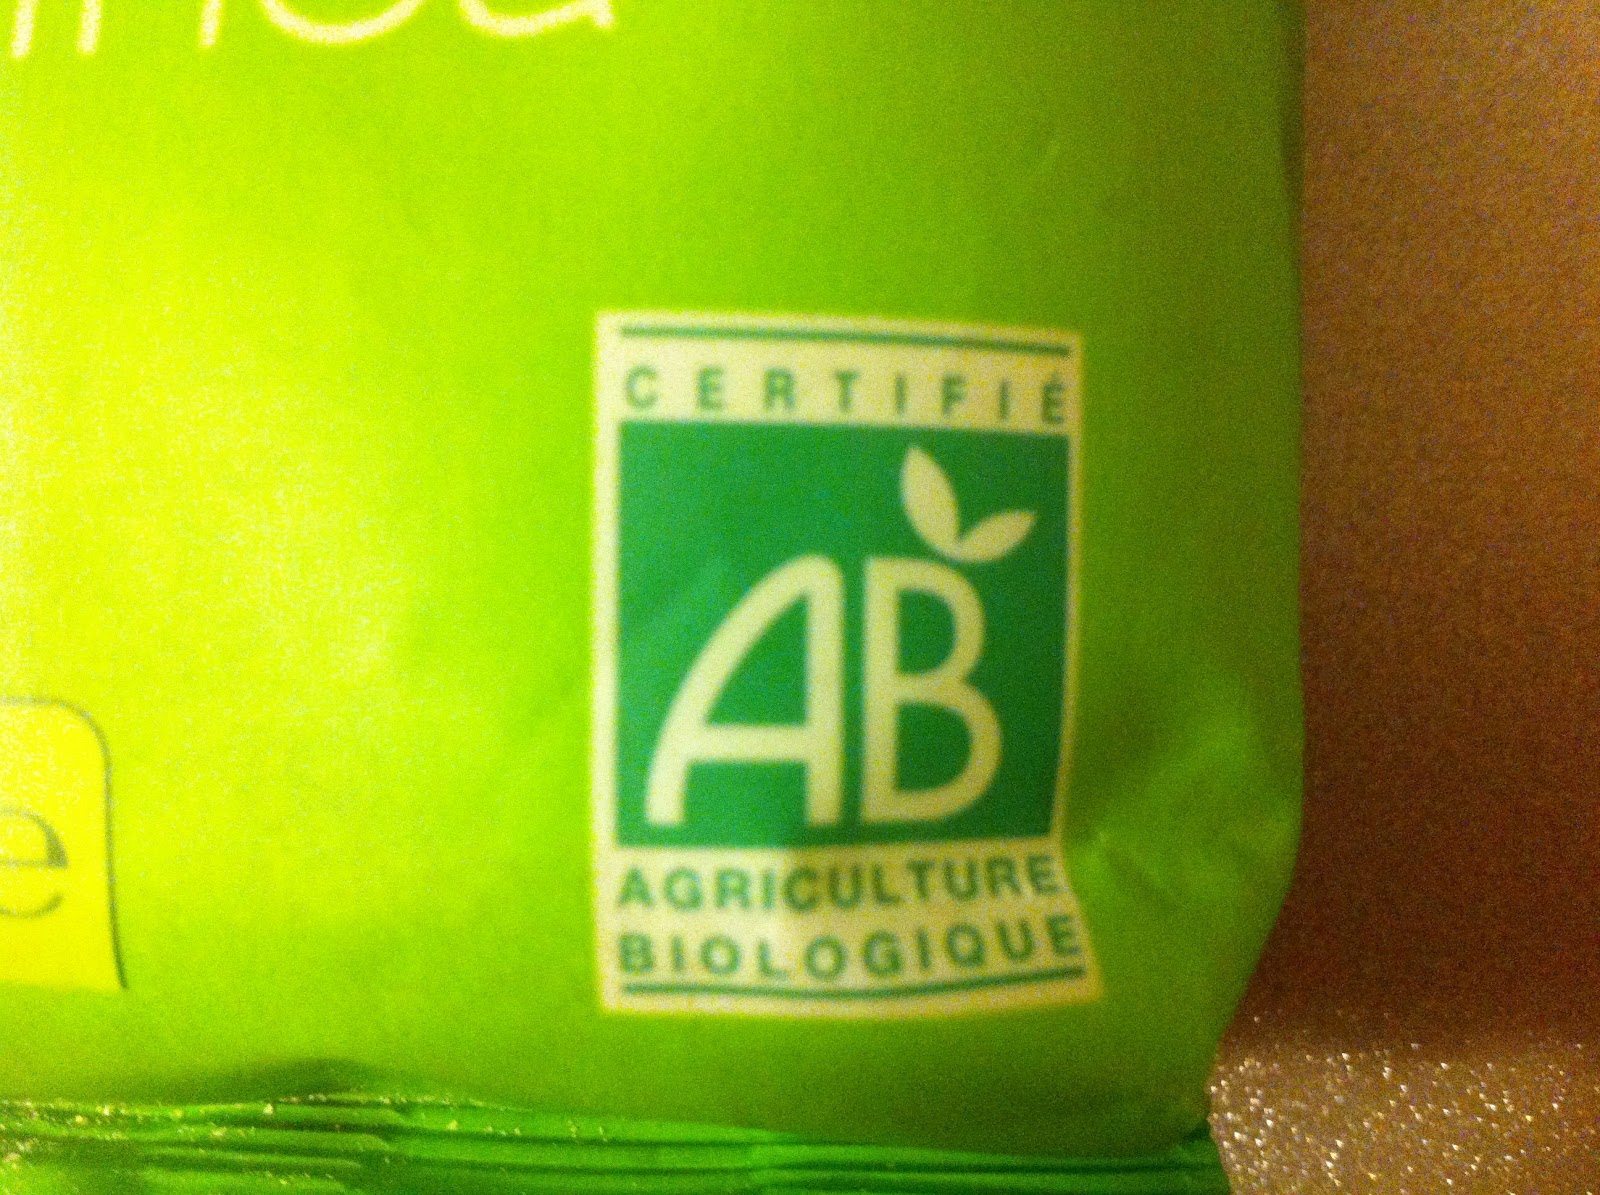 CERTIFIÉ
AB
AGRICULTURE
BIOLOGIQUE
e